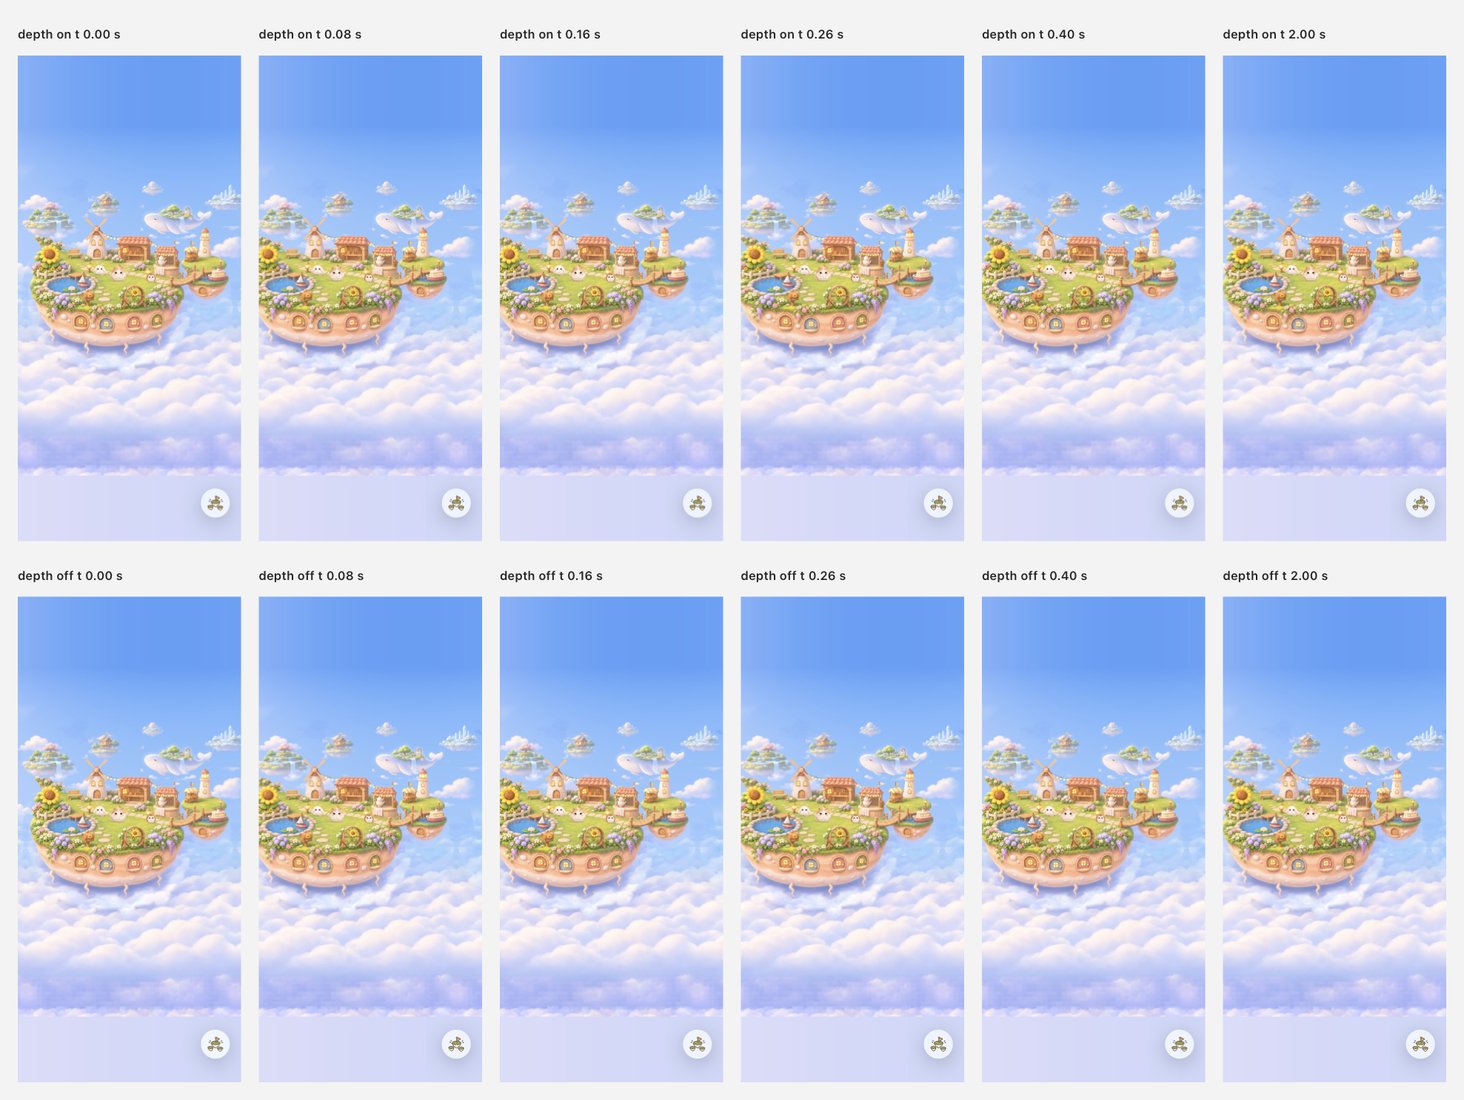 depth on t 0.00 s
depth on t 0.08 s
depth on t 0.16 s
depth on t 0.26 s
depth on t 0.40 s
depth on t 2.00 s
depth off t 0.00 s
depth off t 0.08 s
depth off t 0.16 s
depth off t 0.26 s
depth off t 0.40 s
depth off t 2.00 s